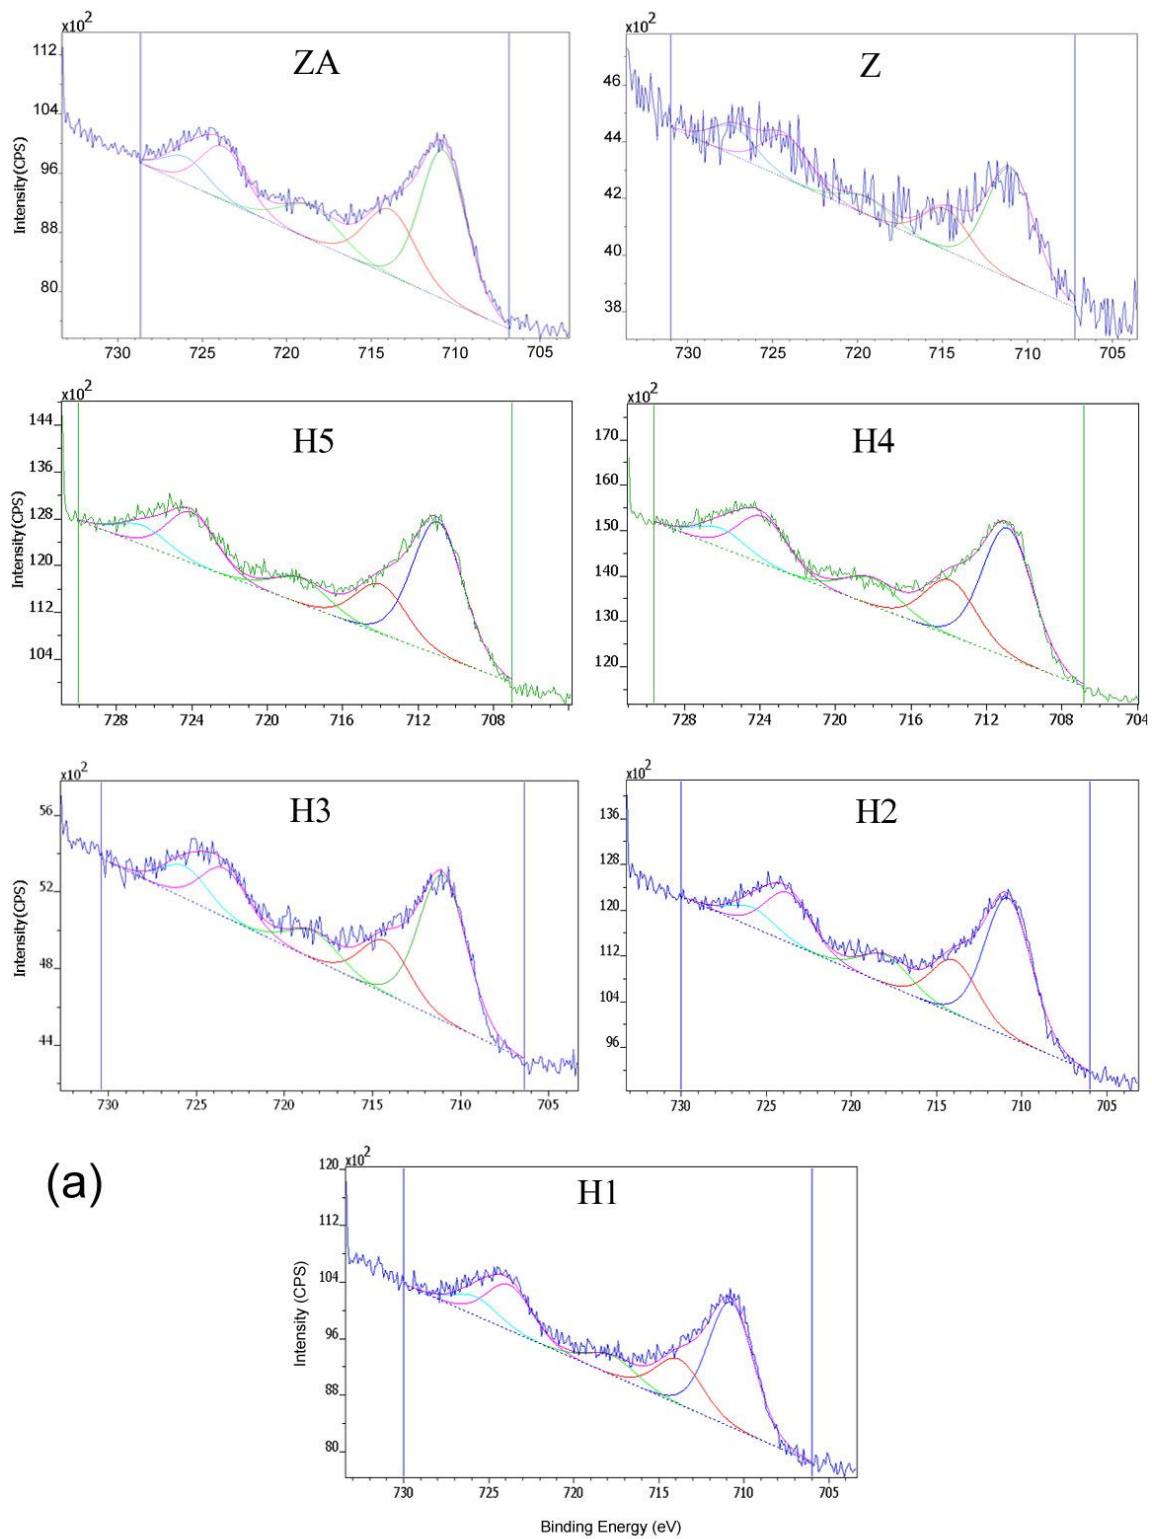 x10²
ZA
112
104
96
88
80
Intensity(CPS)
730 725 720 715 710 705
x10²
Z
46
44
42
40
38
730 725 720 715 710 705
x10²
H5
144
136
128
120
112
104
Intensity(CPS)
728 724 720 716 711 708
x10²
H4
170
160
150
140
130
120
728 724 720 716 711 708 704
x10²
H3
56
52
48
44
Intensity(CPS)
730 725 720 715 710 705
x10²
H2
136
128
120
112
104
96
730 725 720 715 710 705
(a)
x10²
H1
120
112
104
96
88
80
Intensity (CPS)
730 725 720 715 710 705
Binding Energy (eV)